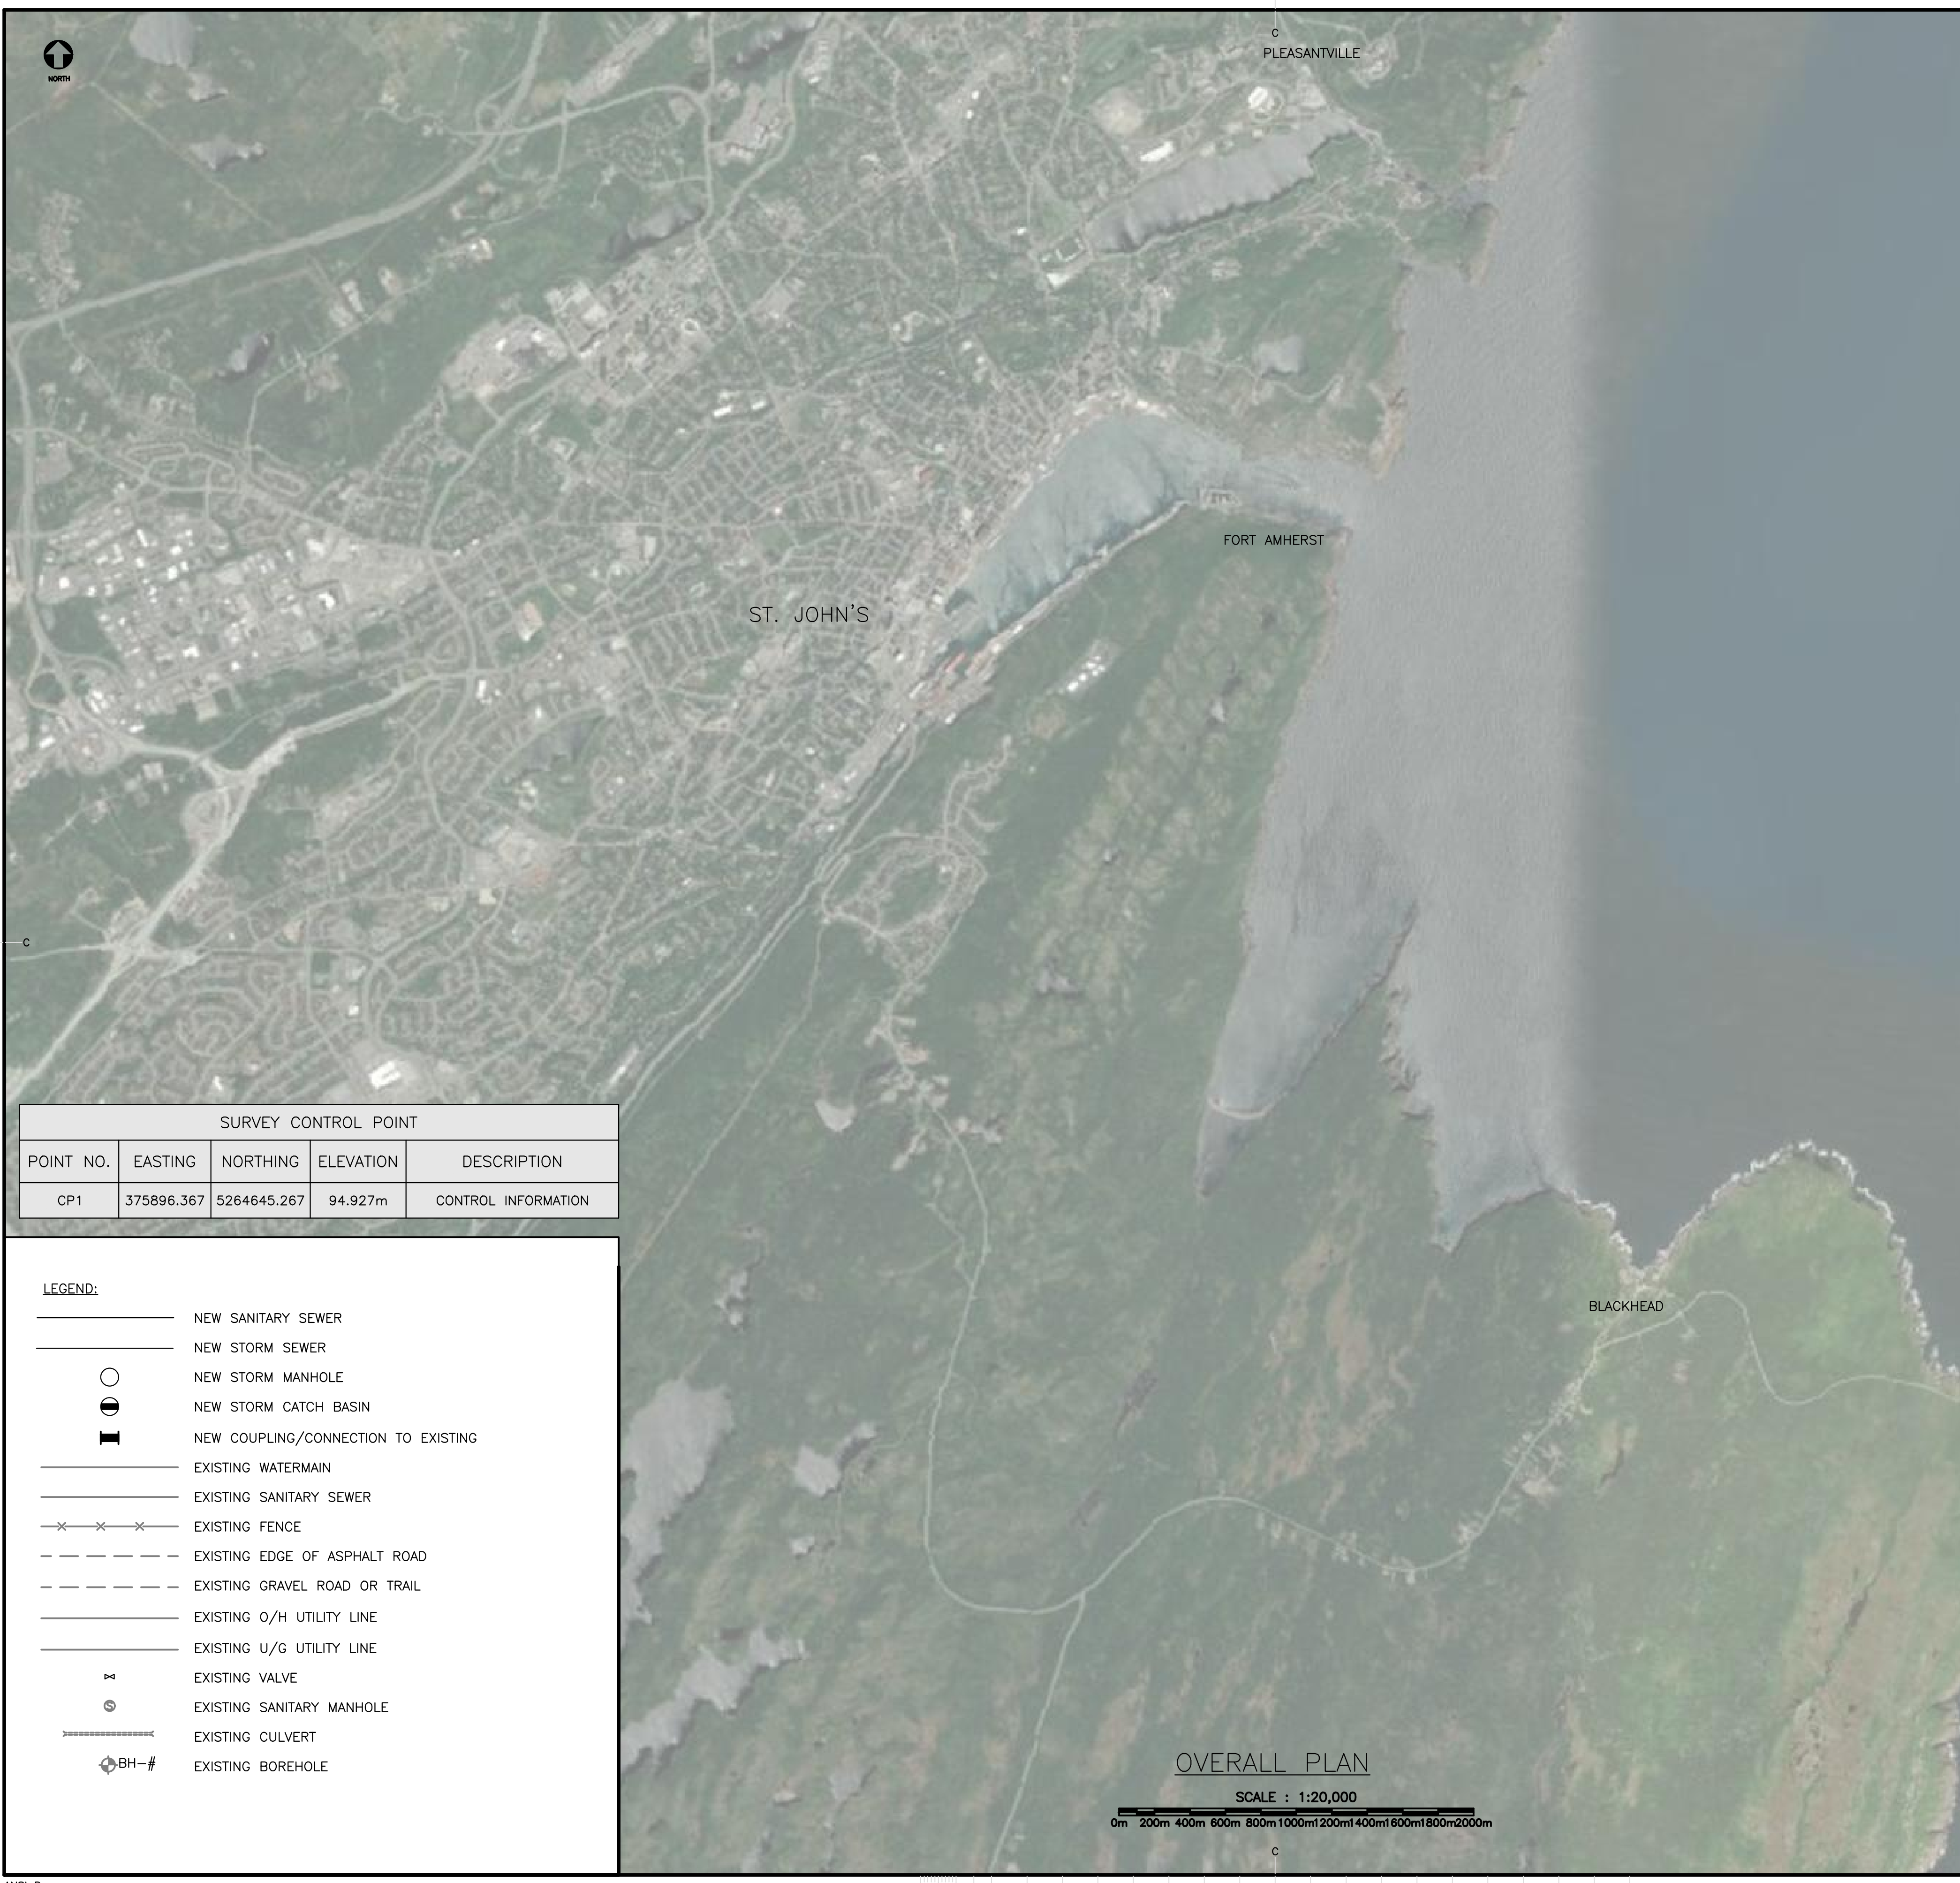 C
PLEASANTVILLE
NORTH
FORT AMHERST
ST. JOHN'S
C
SURVEY CONTROL POINT
POINT NO. EASTING NORTHING ELEVATION DESCRIPTION
CP1 375896.367 5264645.267 94.927m CONTROL INFORMATION
LEGEND:
NEW SANITARY SEWER
NEW STORM SEWER
NEW STORM MANHOLE
NEW STORM CATCH BASIN
NEW COUPLING/CONNECTION TO EXISTING
EXISTING WATERMAIN
EXISTING SANITARY SEWER
EXISTING FENCE
EXISTING EDGE OF ASPHALT ROAD
EXISTING GRAVEL ROAD OR TRAIL
EXISTING O/H UTILITY LINE
EXISTING U/G UTILITY LINE
EXISTING VALVE
S EXISTING SANITARY MANHOLE
EXISTING CULVERT
BH-# EXISTING BOREHOLE
BLACKHEAD
OVERALL PLAN
SCALE : 1:20,000
0m 200m 400m 600m 800m 1000m 1200m 1400m 1600m 1800m 2000m
C